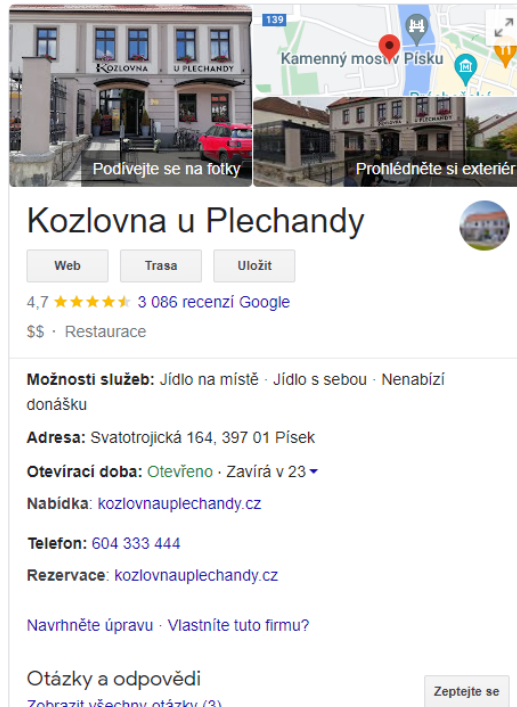 KOZLOVNA U PLECHANDY
Podívejte se na fotky
139
Kamenný most v Písku
KOZLOVNA U PLECHANDY
Prohlédněte si exteriér
Kozlovna u Plechandy
Web Trasa Uložit
4,7 3 086 recenzí Google
$$ · Restaurace
Možnosti služeb: Jídlo na místě · Jídlo s sebou · Nenabízí
donášku
Adresa: Svatotrojická 164, 397 01 Písek
Otevírací doba: Otevřeno · Zavírá v 23
Nabídka: kozlovnauplechandy.cz
Telefon: 604 333 444
Rezervace: kozlovnauplechandy.cz
Navrhněte úpravu · Vlastníte tuto firmu?
Otázky a odpovědi
Zeptejte se
Zobrazit všechny otázky (3)